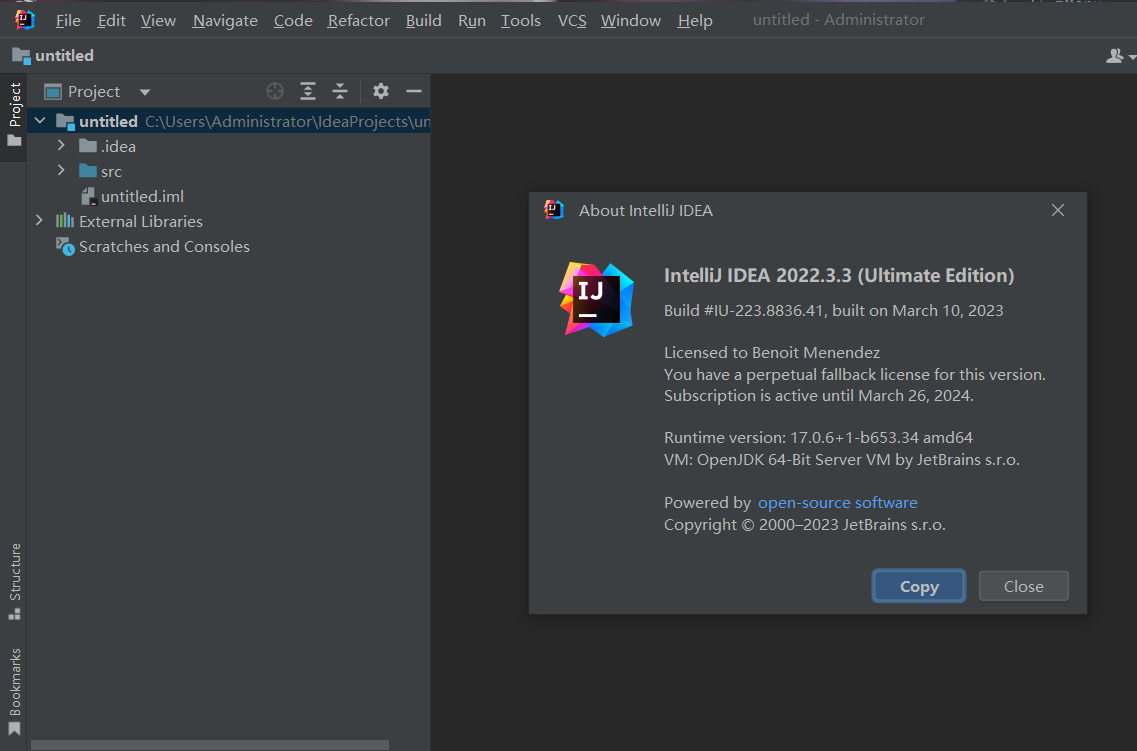 File Edit View Navigate Code Refactor Build Run Tools VCS Window Help untitled - Administrator
untitled
Project
Project
untitled C:\Users\Administrator\IdeaProjects\un
.idea
src
untitled.iml
External Libraries
Scratches and Consoles
Structure
Bookmarks
IJ
About IntelliJ IDEA
IJ
IntelliJ IDEA 2022.3.3 (Ultimate Edition)
Build #IU-223.8836.41, built on March 10, 2023
Licensed to Benoit Menendez
You have a perpetual fallback license for this version.
Subscription is active until March 26, 2024.
Runtime version: 17.0.6+1-b653.34 amd64
VM: OpenJDK 64-Bit Server VM by JetBrains s.r.o.
Powered by open-source software
Copyright © 2000–2023 JetBrains s.r.o.
Copy Close